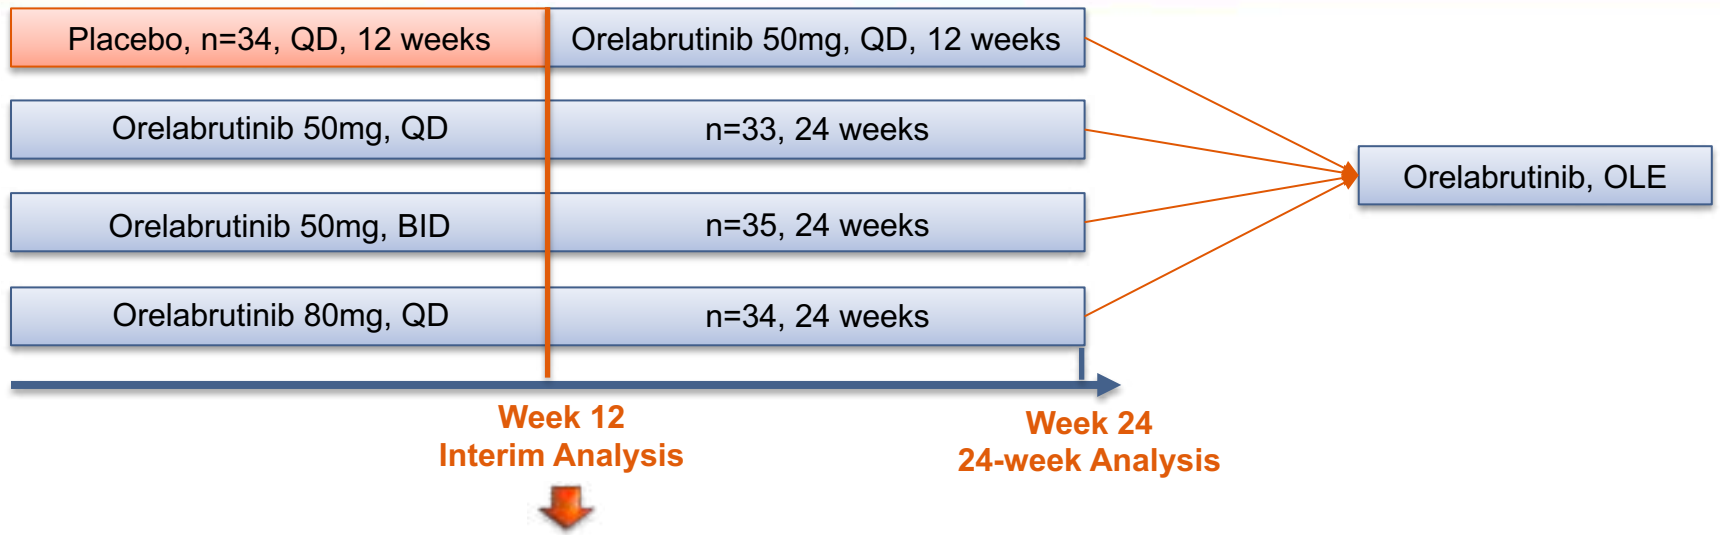 Placebo, n=34, QD, 12 weeks
Orelabrutinib 50mg, QD, 12 weeks
Orelabrutinib 50mg, QD
n=33, 24 weeks
Orelabrutinib 50mg, BID
n=35, 24 weeks
Orelabrutinib 80mg, QD
n=34, 24 weeks
Orelabrutinib, OLE
Week 12
Interim Analysis
Week 24
24-week Analysis